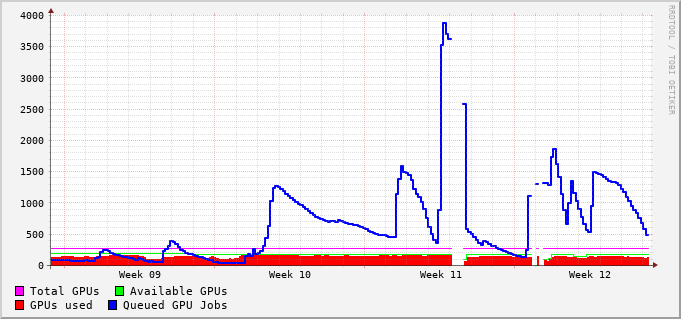 4000
3500
3000
2500
2000
1500
1000
500
0
Week 09 Week 10 Week 11 Week 12
Total GPUs Available GPUs
GPUs used Queued GPU Jobs
RRDTOOL / TOBI OETIKER